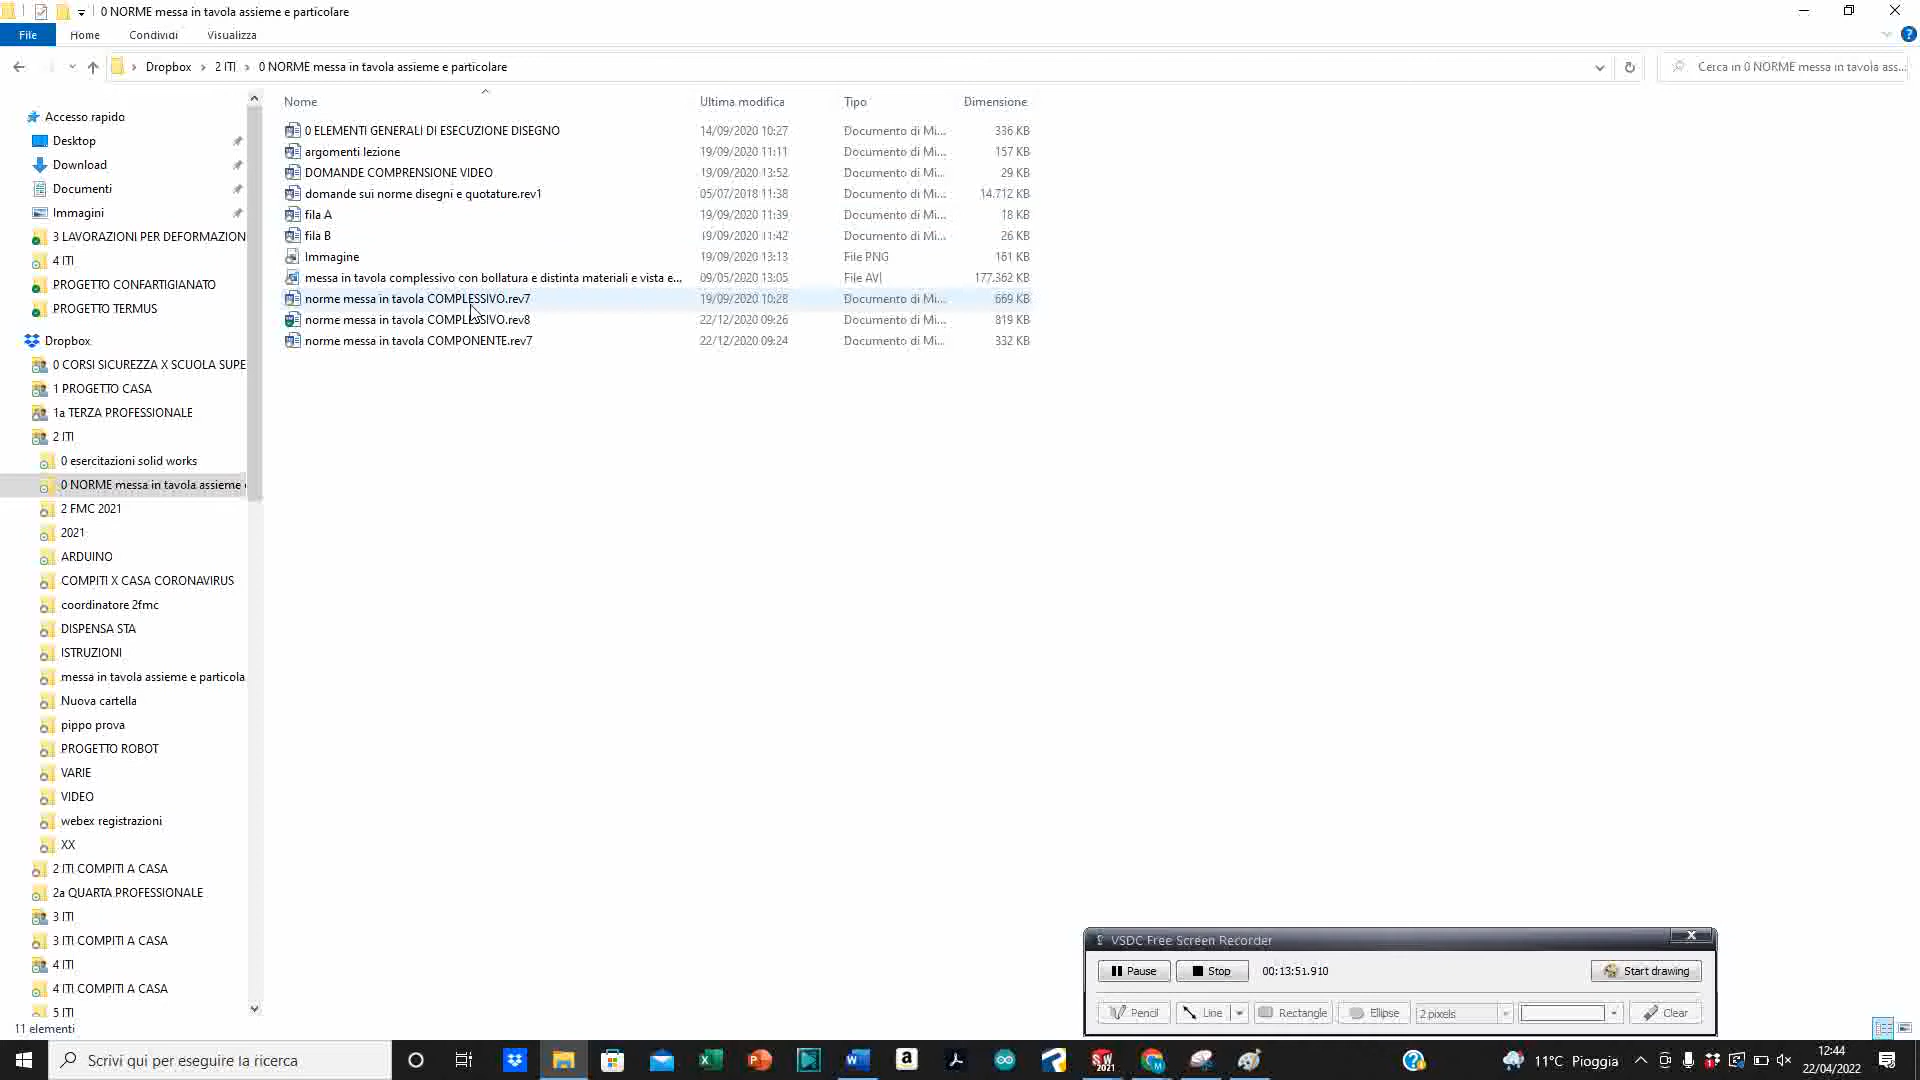 0 NORME messa in tavola assieme e particolare
File Home Condividi Visualizza
Dropbox 2 ITI 0 NORME messa in tavola assieme e particolare
Cerca in 0 NORME messa in tavola ass...
Nome Ultima modifica Tipo Dimensione
0 ELEMENTI GENERALI DI ESECUZIONE DISEGNO 14/09/2020 10:27 Documento di Mi... 336 KB
argomenti lezione 19/09/2020 11:11 Documento di Mi... 157 KB
DOMANDE COMPRENSIONE VIDEO 19/09/2020 13:52 Documento di Mi... 29 KB
domande sui norme disegni e quotature.rev1 05/07/2018 11:38 Documento di Mi... 14.712 KB
fila A 19/09/2020 11:39 Documento di Mi... 18 KB
fila B 19/09/2020 11:42 Documento di Mi... 26 KB
Immagine 19/09/2020 13:13 File PNG 161 KB
messa in tavola complessivo con bollatura e distinta materiali e vista e... 09/05/2020 13:05 File AVI 177.362 KB
norme messa in tavola COMPLESSIVO.rev7 19/09/2020 10:28 Documento di Mi... 669 KB
norme messa in tavola COMPLESSIVO.rev8 22/12/2020 09:26 Documento di Mi... 819 KB
norme messa in tavola COMPONENTE.rev7 22/12/2020 09:24 Documento di Mi... 332 KB
Accesso rapido
Desktop
Download
Documenti
Immagini
3 LAVORAZIONI PER DEFORMAZION
4 ITI
PROGETTO CONFARTIGIANATO
PROGETTO TERMUS
Dropbox
0 CORSI SICUREZZA X SCUOLA SUPE
1 PROGETTO CASA
1a TERZA PROFESSIONALE
2 ITI
0 esercitazioni solid works
0 NORME messa in tavola assieme e
2 FMC 2021
2021
ARDUINO
COMPITI X CASA CORONAVIRUS
coordinatore 2fmc
DISPENSA STA
ISTRUZIONI
messa in tavola assieme e particola
Nuova cartella
pippo prova
PROGETTO ROBOT
VARIE
VIDEO
webex registrazioni
XX
2 ITI COMPITI A CASA
2a QUARTA PROFESSIONALE
3 ITI
3 ITI COMPITI A CASA
4 ITI
4 ITI COMPITI A CASA
5 ITI
11 elementi
VSDC Free Screen Recorder
Pause Stop 00:13:51.910 Start drawing
Pencil Line Rectangle Ellipse 2 pixels Clear
Scrivi qui per eseguire la ricerca
11°C Pioggia
12:44
22/04/2022